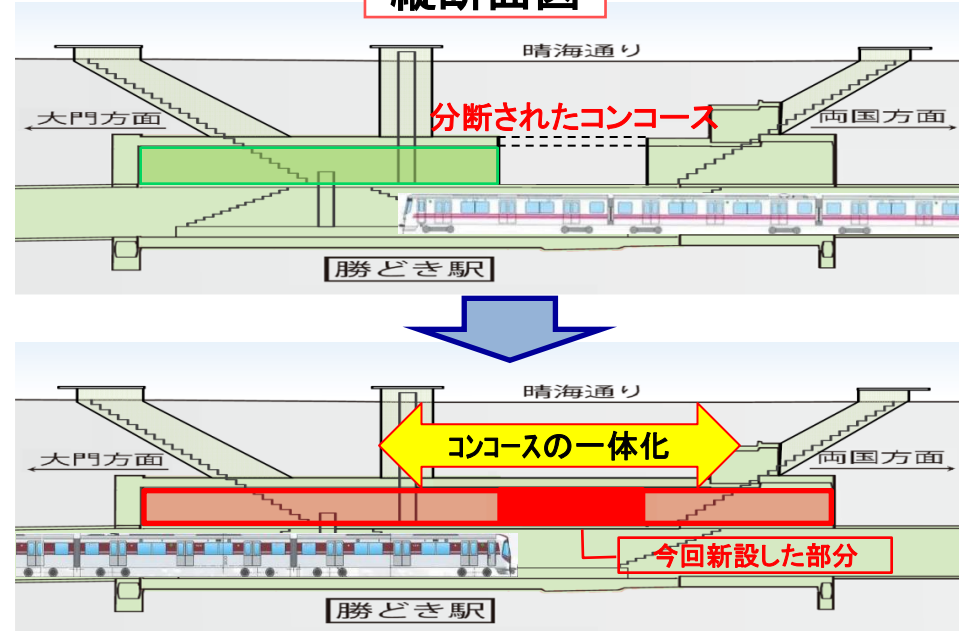 縦断面図
晴海通り
分断されたコンコース
大門方面
両国方面
勝どき駅
晴海通り
コンコースの一体化
大門方面
両国方面
今回新設した部分
勝どき駅